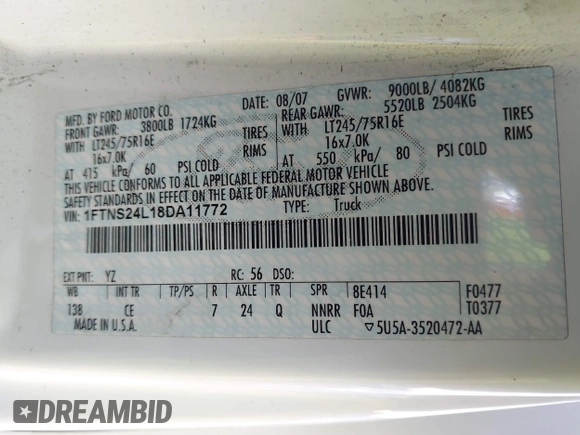 MFD. BY FORD MOTOR CO.
DATE: 08/07
GVWR: 9000LB/ 4082KG
FRONT GAWR: 3800LB 1724KG
REAR GAWR: 5520LB 2504KG
WITH LT245/75R16E TIRES
WITH LT245/75R16E TIRES
16x7.0K RIMS
16x7.0K RIMS
AT 415 kPa/ 60 PSI COLD
AT 550 kPa/ 80 PSI COLD
THIS VEHICLE CONFORMS TO ALL APPLICABLE FEDERAL MOTOR VEHICLE
SAFETY STANDARDS IN EFFECT ON THE DATE OF MANUFACTURE SHOWN ABOVE.
VIN: 1FTNS24L18DA11772 TYPE: Truck
EXT PNT: YZ RC: 56 DSO:
WB INT TR TP/PS R AXLE TR SPR 8E414 F0477
138 CE 7 24 Q NNRR F0A T0377
MADE IN U.S.A. ULC ▽5U5A-3520472-AA
DREAMBID